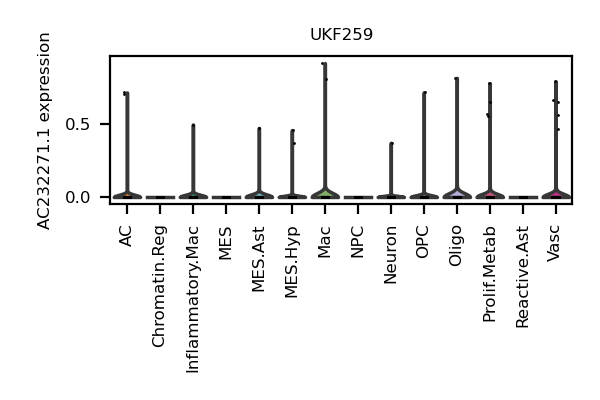 UKF259
AC232271.1 expression
0.5
0.0
AC
Chromatin.Reg
Inflammatory.Mac
MES
MES.Ast
MES.Hyp
Mac
NPC
Neuron
OPC
Oligo
Prolif.Metab
Reactive.Ast
Vasc